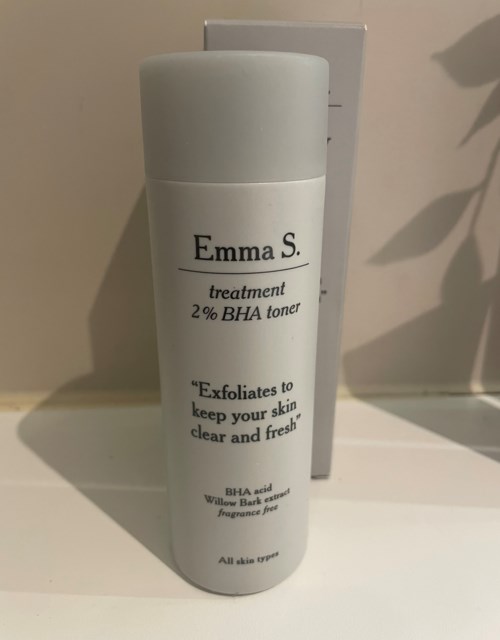 Emma S.
treatment
2% BHA toner
“Exfoliates to
keep your skin
clear and fresh”
BHA acid
Willow Bark extract
fragrance free
All skin types